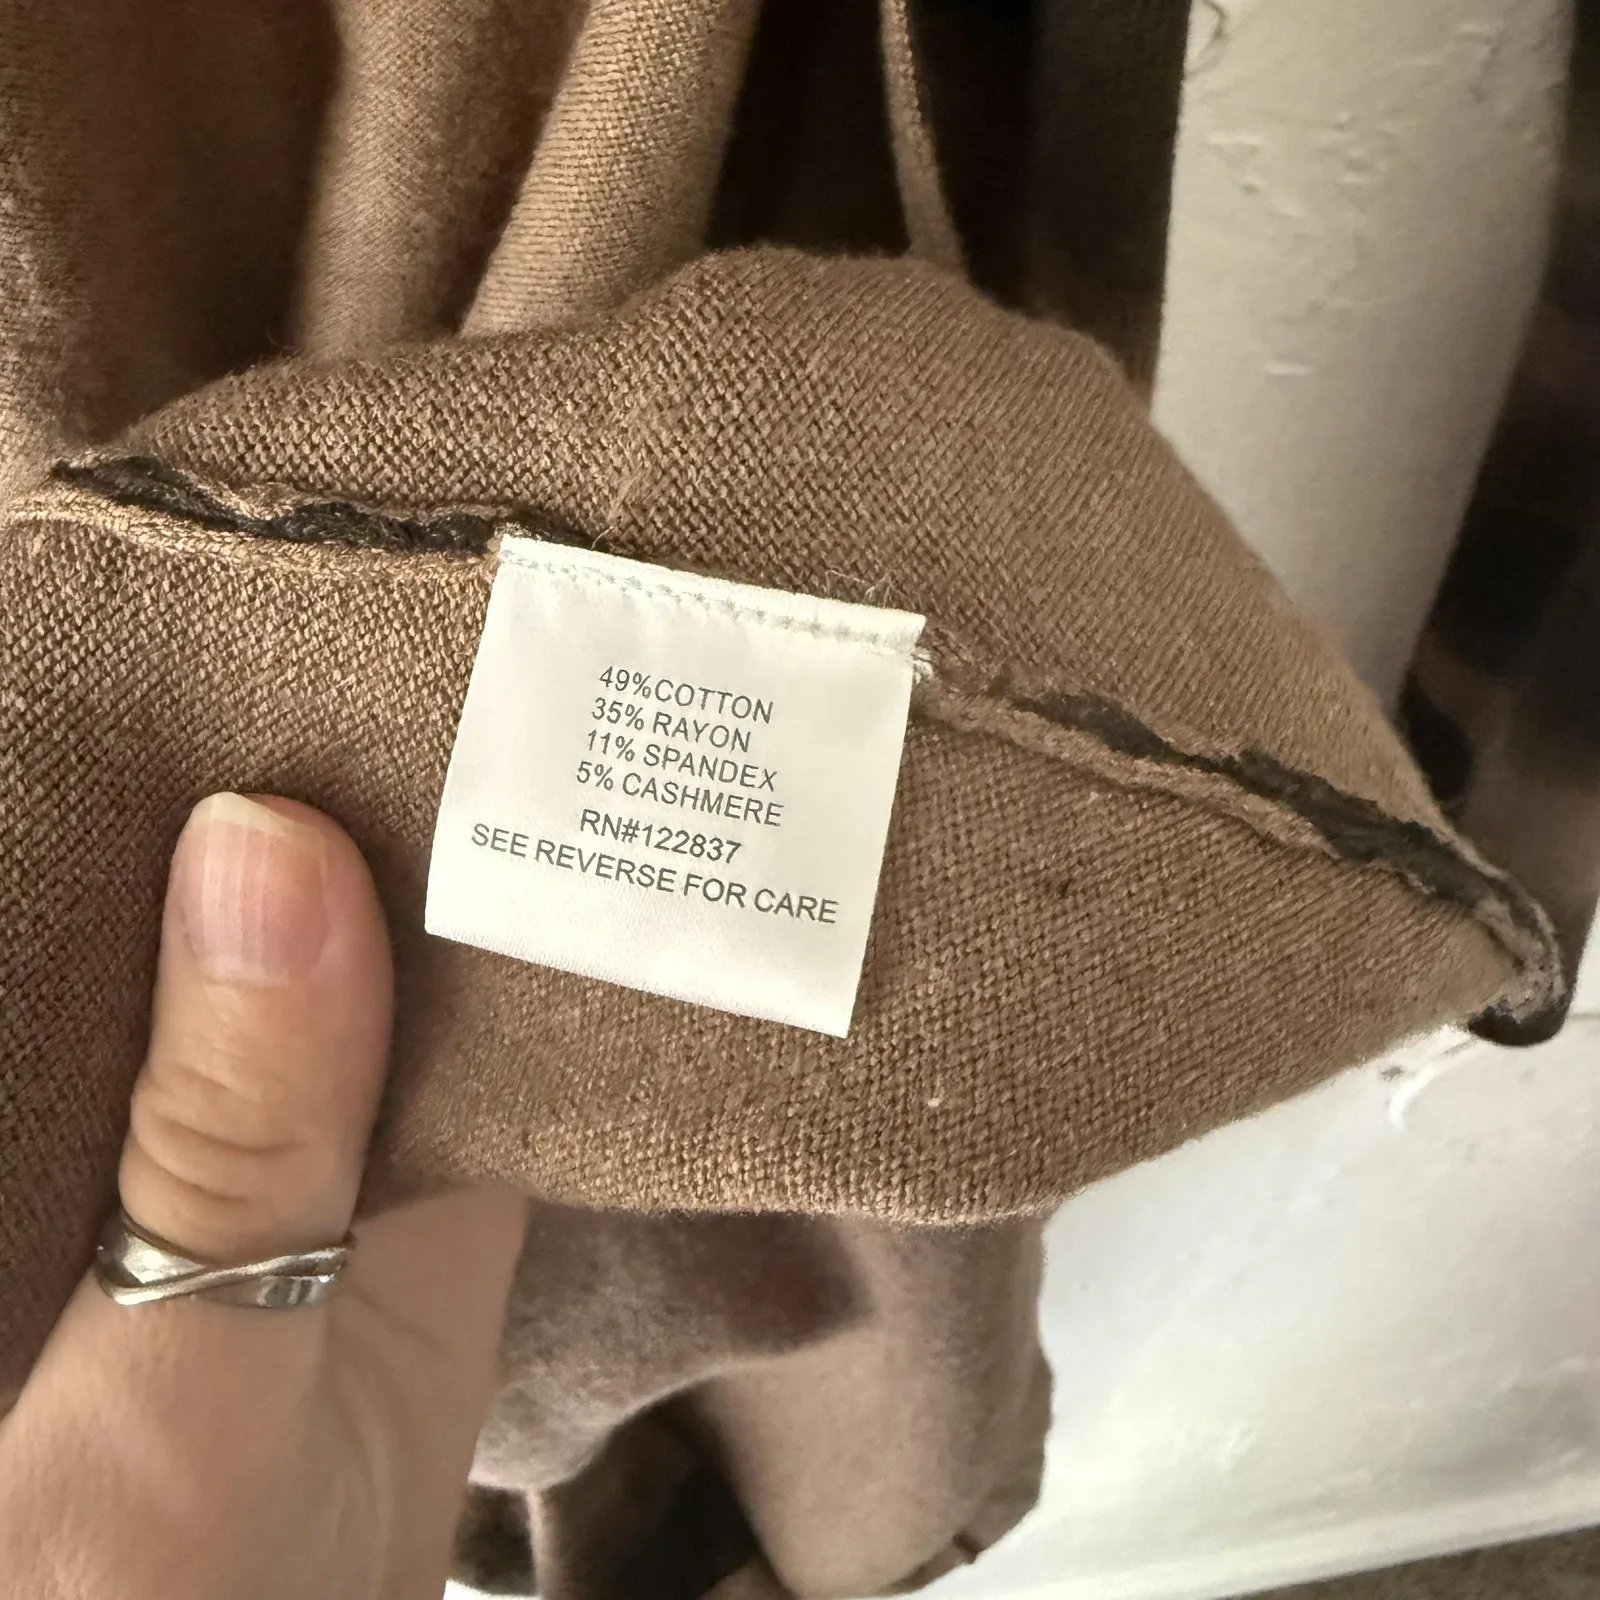 49%COTTON
35% RAYON
11% SPANDEX
5% CASHMERE
RN#122837
SEE REVERSE FOR CARE